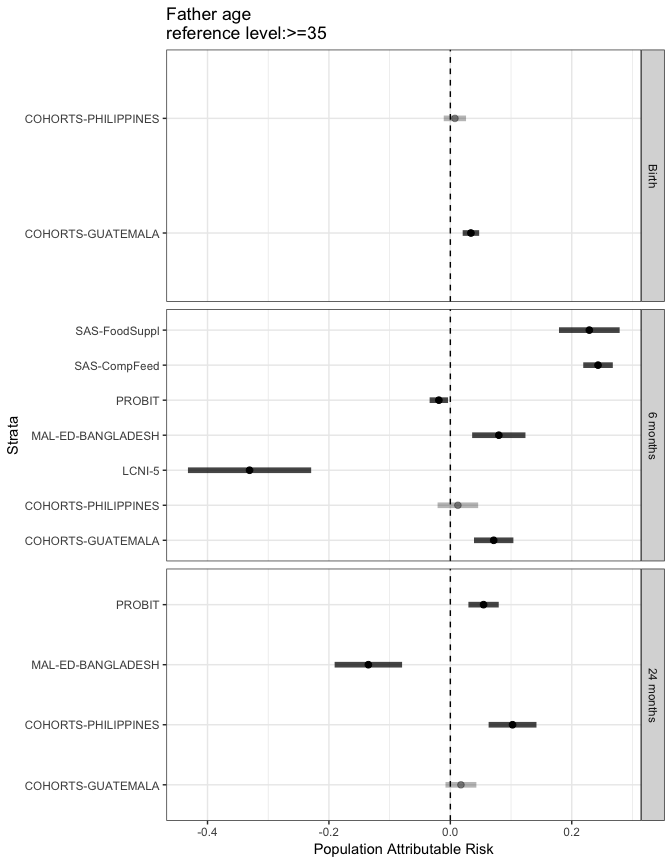 Father age
reference level:>=35
COHORTS-PHILIPPINES
COHORTS-GUATEMALA
Birth
SAS-FoodSuppl
SAS-CompFeed
PROBIT
MAL-ED-BANGLADESH
LCNI-5
COHORTS-PHILIPPINES
COHORTS-GUATEMALA
6 months
PROBIT
MAL-ED-BANGLADESH
COHORTS-PHILIPPINES
COHORTS-GUATEMALA
24 months
Strata
-0.4 -0.2 0.0 0.2
Population Attributable Risk